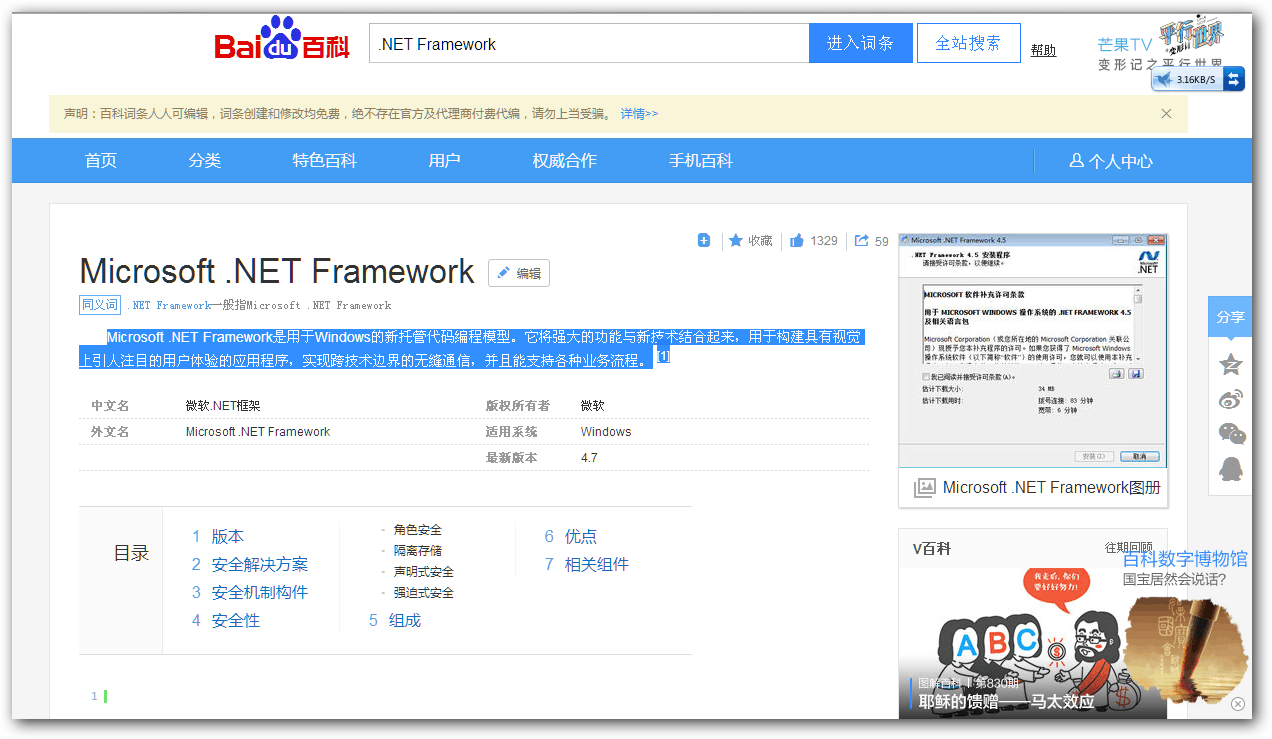 Baidu百科
.NET Framework
进入词条
全站搜索
帮助
芒果TV
平行世界
变形记
变形记之平行世界
3.16KB/S
声明:百科词条人人可编辑,词条创建和修改均免费,绝不存在官方及代理商付费代编,请勿上当受骗。 详情>>
首页 分类 特色百科 用户 权威合作 手机百科 个人中心
收藏 1329 59
Microsoft .NET Framework
编辑
同义词 .NET Framework一般指Microsoft .NET Framework
Microsoft .NET Framework是用于Windows的新托管代码编程模型。它将强大的功能与新技术结合起来,用于构建具有视觉
上引人注目的用户体验的应用程序,实现跨技术边界的无缝通信,并且能支持各种业务流程。 [1]
中文名 微软.NET框架 版权所有者 微软
外文名 Microsoft .NET Framework 适用系统 Windows
最新版本 4.7
目录
1 版本
2 安全解决方案
3 安全机制构件
4 安全性
- 角色安全
- 隔离存储
- 声明式安全
- 强迫式安全
5 组成
6 优点
7 相关组件
1
Microsoft .NET Framework 4.5
.NET Framework 4.5 安装程序
请接受许可条款,以便继续。
Microsoft
.NET
MICROSOFT 软件补充许可条款
用于 MICROSOFT WINDOWS 操作系统的 .NET FRAMEWORK 4.5
及相关语言包
Microsoft Corporation(或您所在地的 Microsoft Corporation 关联公
司)现授予您本补充程序的许可。如果您获得了 Microsoft Windows
操作系统软件(以下简称“软件”)的使用许可,您就可以使用本补充
我已阅读并接受许可条款(A)。
估计下载大小: 34 MB
估计下载用时: 拨号连接: 83 分钟
宽带: 6 分钟
安装(I) 取消
Microsoft .NET Framework图册
分享
V百科 往期回顾
百科数字博物馆
国宝居然会说话?
我走后,你们
要好好努力!
A B C
$
$
图解百科 | 第830期
耶稣的馈赠——马太效应